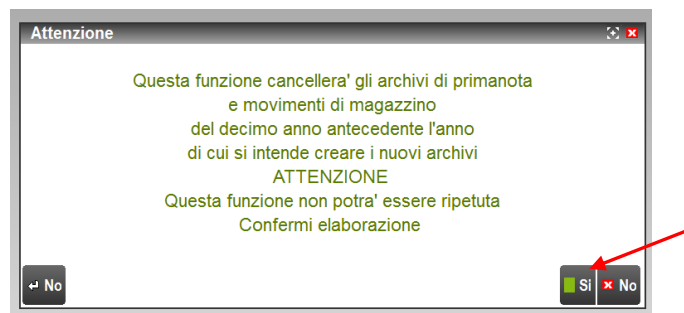 Attenzione
Questa funzione cancellera' gli archivi di primanota
e movimenti di magazzino
del decimo anno antecedente l'anno
di cui si intende creare i nuovi archivi
ATTENZIONE
Questa funzione non potra' essere ripetuta
Confermi elaborazione
No
Si
No